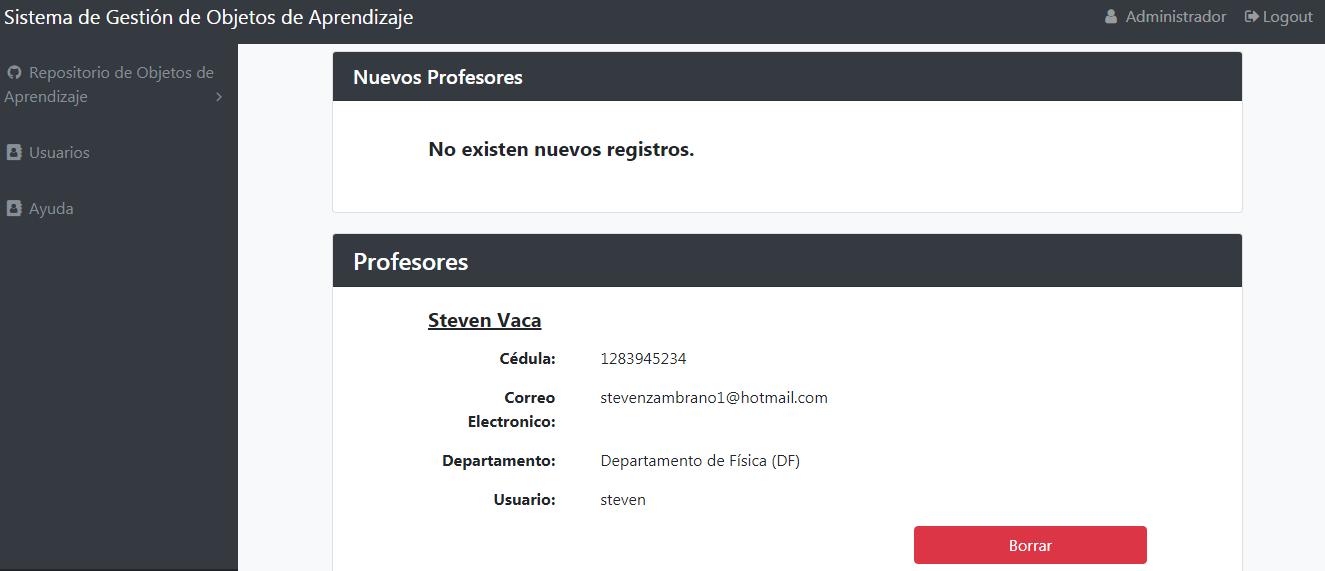 Sistema de Gestión de Objetos de Aprendizaje
Administrador Logout
Repositorio de Objetos de
Aprendizaje
Usuarios
Ayuda
Nuevos Profesores
No existen nuevos registros.
Profesores
Steven Vaca
Cédula: 1283945234
Correo stevenzambrano1@hotmail.com
Electronico:
Departamento: Departamento de Física (DF)
Usuario: steven
Borrar